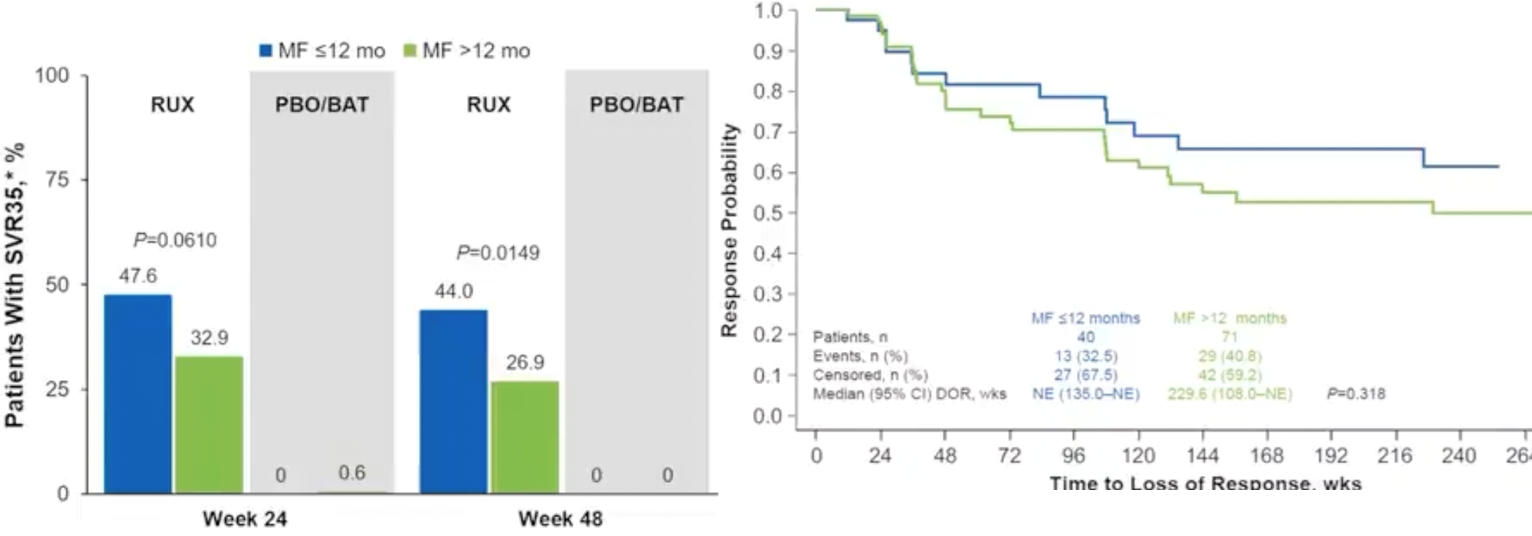 MF ≤12 mo MF >12 mo
Patients With SVR35,* %
100
75
50
25
0
RUX PBO/BAT RUX PBO/BAT
P=0.0610
47.6
32.9
0
0.6
P=0.0149
44.0
26.9
0
0
Week 24 Week 48
Response Probability
1.0
0.9
0.8
0.7
0.6
0.5
0.4
0.3
0.2
0.1
0.0
MF ≤12 months MF >12 months
Patients, n 40 71
Events, n (%) 13 (32.5) 29 (40.8)
Censored, n (%) 27 (67.5) 42 (59.2)
Median (95% CI) DOR, wks NE (135.0–NE) 229.6 (108.0–NE) P=0.318
0 24 48 72 96 120 144 168 192 216 240 264
Time to Loss of Response, wks